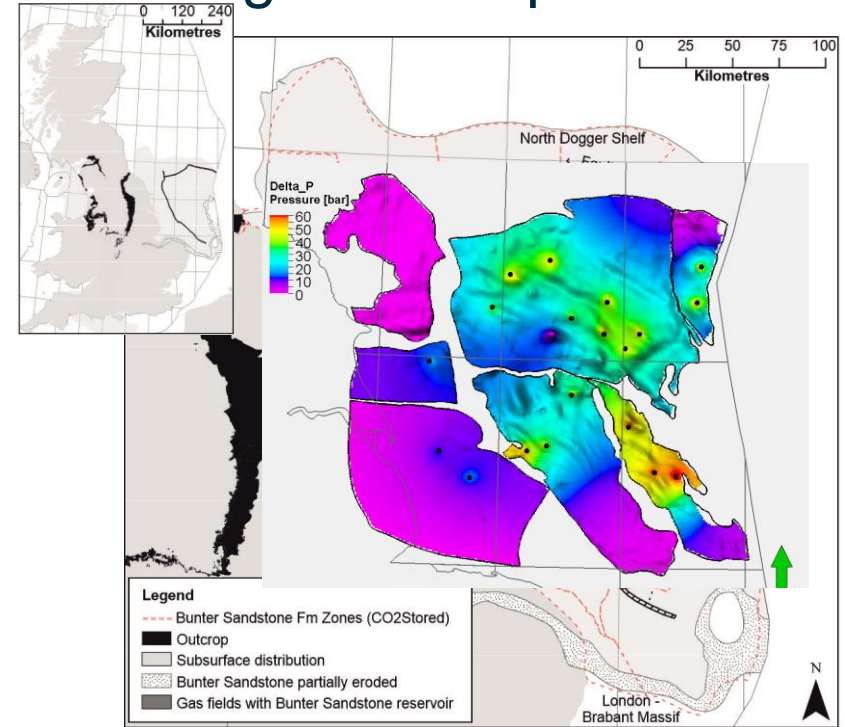 0 120 240
Kilometres
0 25 50 75 100
Kilometres
North Dogger Shelf
Delta_P
Pressure [bar]
60
50
40
30
20
10
0
Legend
Bunter Sandstone Fm Zones (CO2Stored)
Outcrop
Subsurface distribution
Bunter Sandstone partially eroded
Gas fields with Bunter Sandstone reservoir
London -
Brabant Massif
N